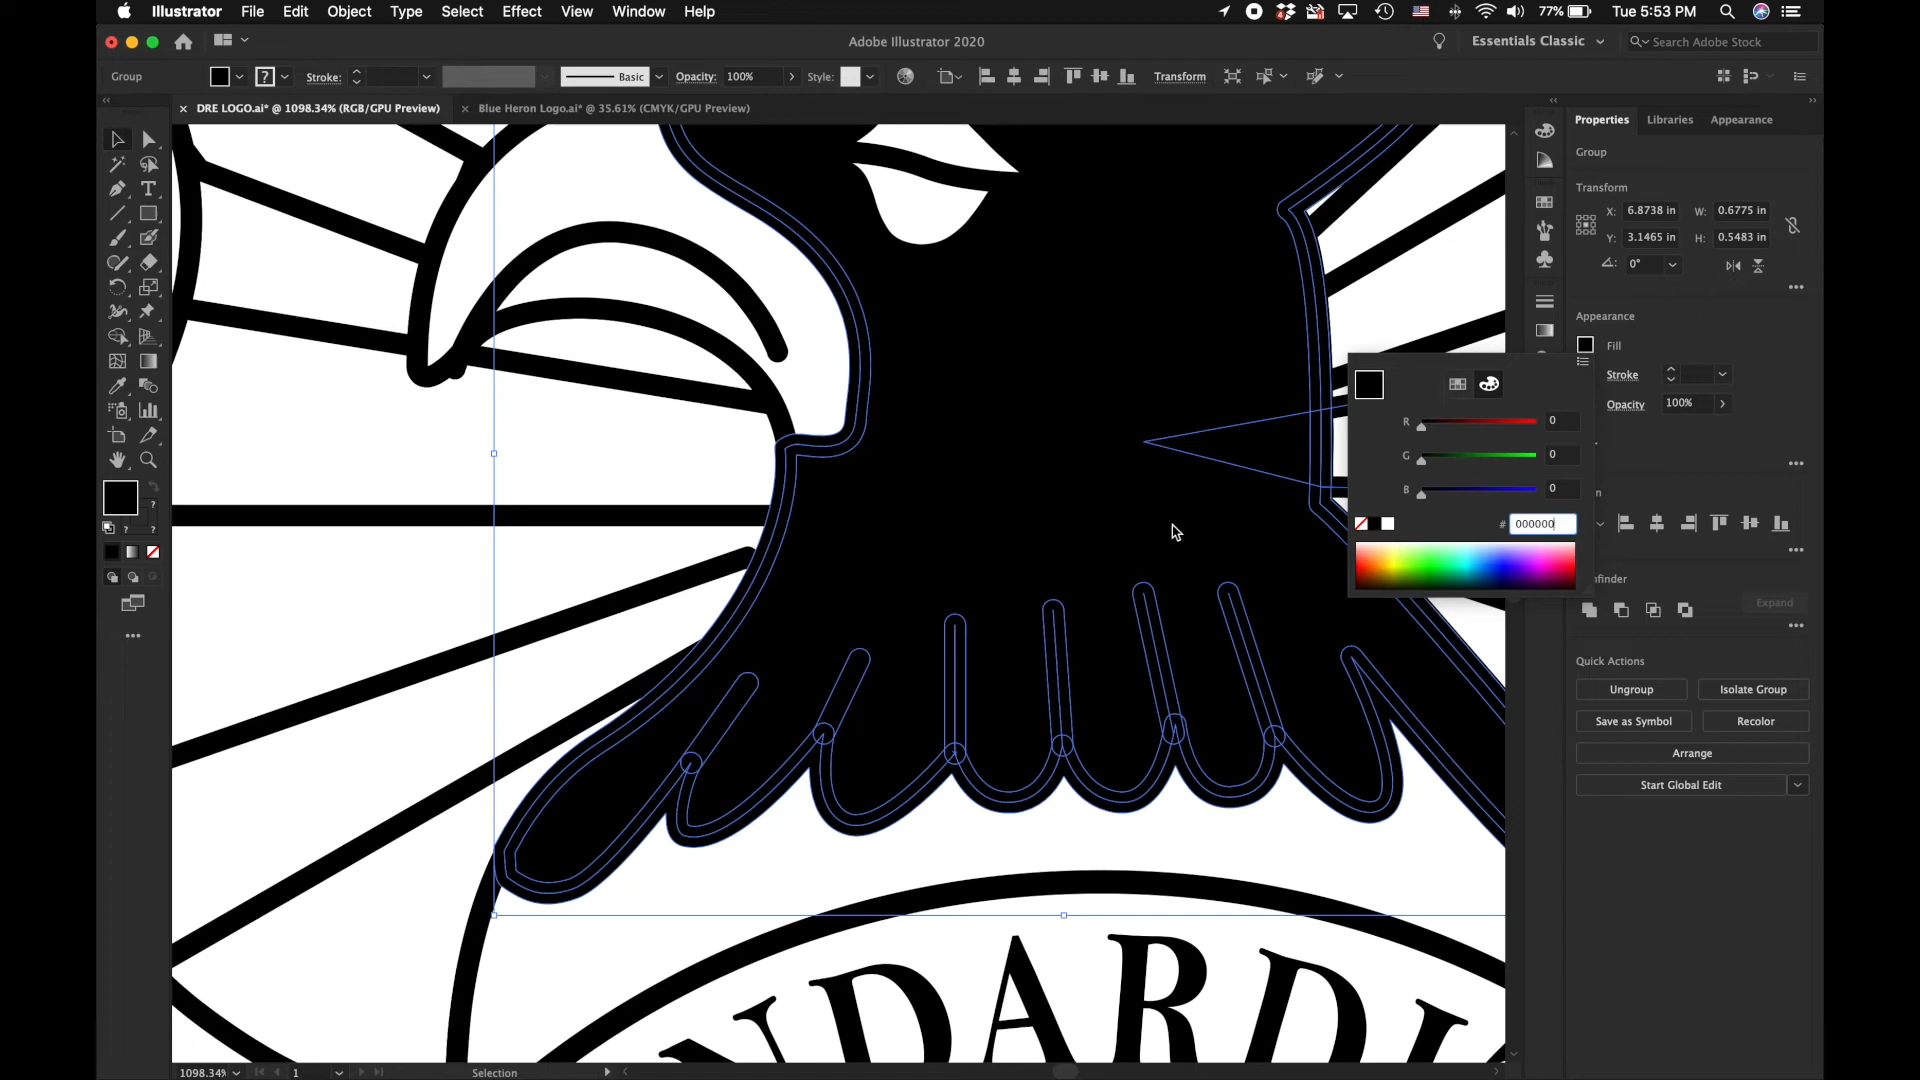 Illustrator File Edit Object Type Select Effect View Window Help
4 77% Tue 5:53 PM
Adobe Illustrator 2020
Essentials Classic
Search Adobe Stock
Group ? Stroke: Basic Opacity: 100% Style: Transform
× DRE LOGO.ai* @ 1098.34% (RGB/GPU Preview) × Blue Heron Logo.ai* @ 35.61% (CMYK/GPU Preview)
Properties Libraries Appearance
Group
Transform
X: 6.8738 in W: 0.6775 in
Y: 3.1465 in H: 0.5483 in
0°
Appearance
Fill
Stroke
Opacity 100%
R 0
G 0
B 0
# 000000
Expand
Quick Actions
Ungroup Isolate Group
Save as Symbol Recolor
Arrange
Start Global Edit
NDARDI
1098.34% 1 Selection